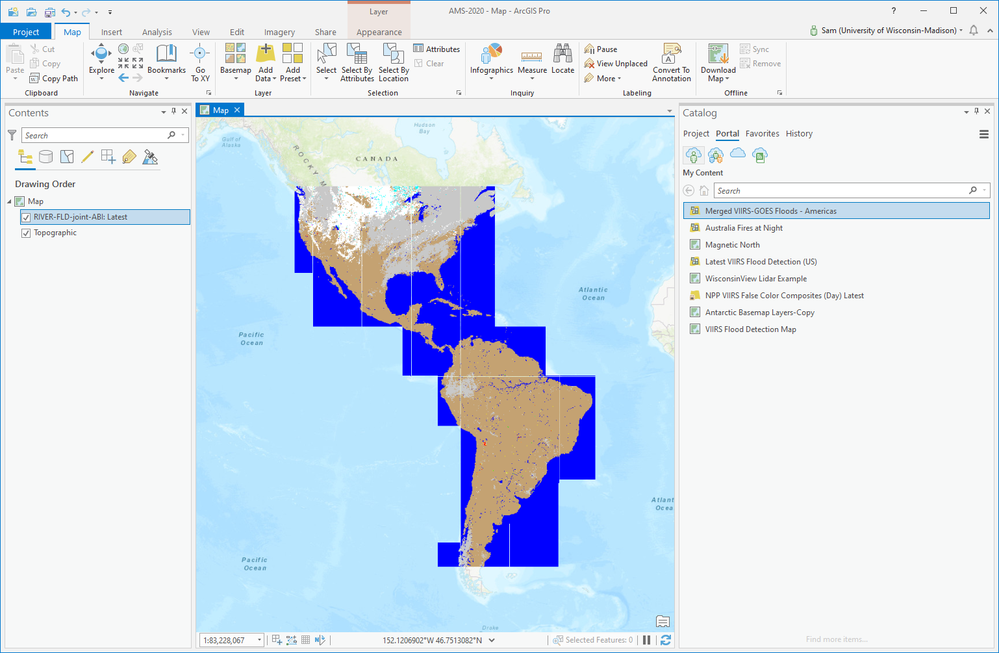 Layer
AMS-2020 - Map - ArcGIS Pro
?
Project
Map
Insert
Analysis
View
Edit
Imagery
Share
Appearance
Sam (University of Wisconsin-Madison)
Paste
Cut
Copy
Copy Path
Clipboard
Explore
Bookmarks
Go
To XY
Navigate
Basemap
Add
Data
Add
Preset
Layer
Select
Select By
Attributes
Select By
Location
Attributes
Clear
Selection
Infographics
Measure
Locate
Inquiry
Pause
View Unplaced
More
Convert To
Annotation
Labeling
Download
Map
Sync
Remove
Offline
Contents
Search
Drawing Order
Map
RIVER-FLD-joint-ABI: Latest
Topographic
Map
Hudson
Bay
Gulf of
Alaska
CANADA
ROCKY M
Atlantic
Ocean
Pacific
Ocean
Atlant
Ocea
Pacific
Ocean
Drake
1:83,228,067
152.1206902°W 46.7513082°N
Selected Features: 0
Catalog
Project
Portal
Favorites
History
My Content
Search
Merged VIIRS-GOES Floods - Americas
Australia Fires at Night
Magnetic North
Latest VIIRS Flood Detection (US)
WisconsinView Lidar Example
NPP VIIRS False Color Composites (Day) Latest
Antarctic Basemap Layers-Copy
VIIRS Flood Detection Map
Find more items...